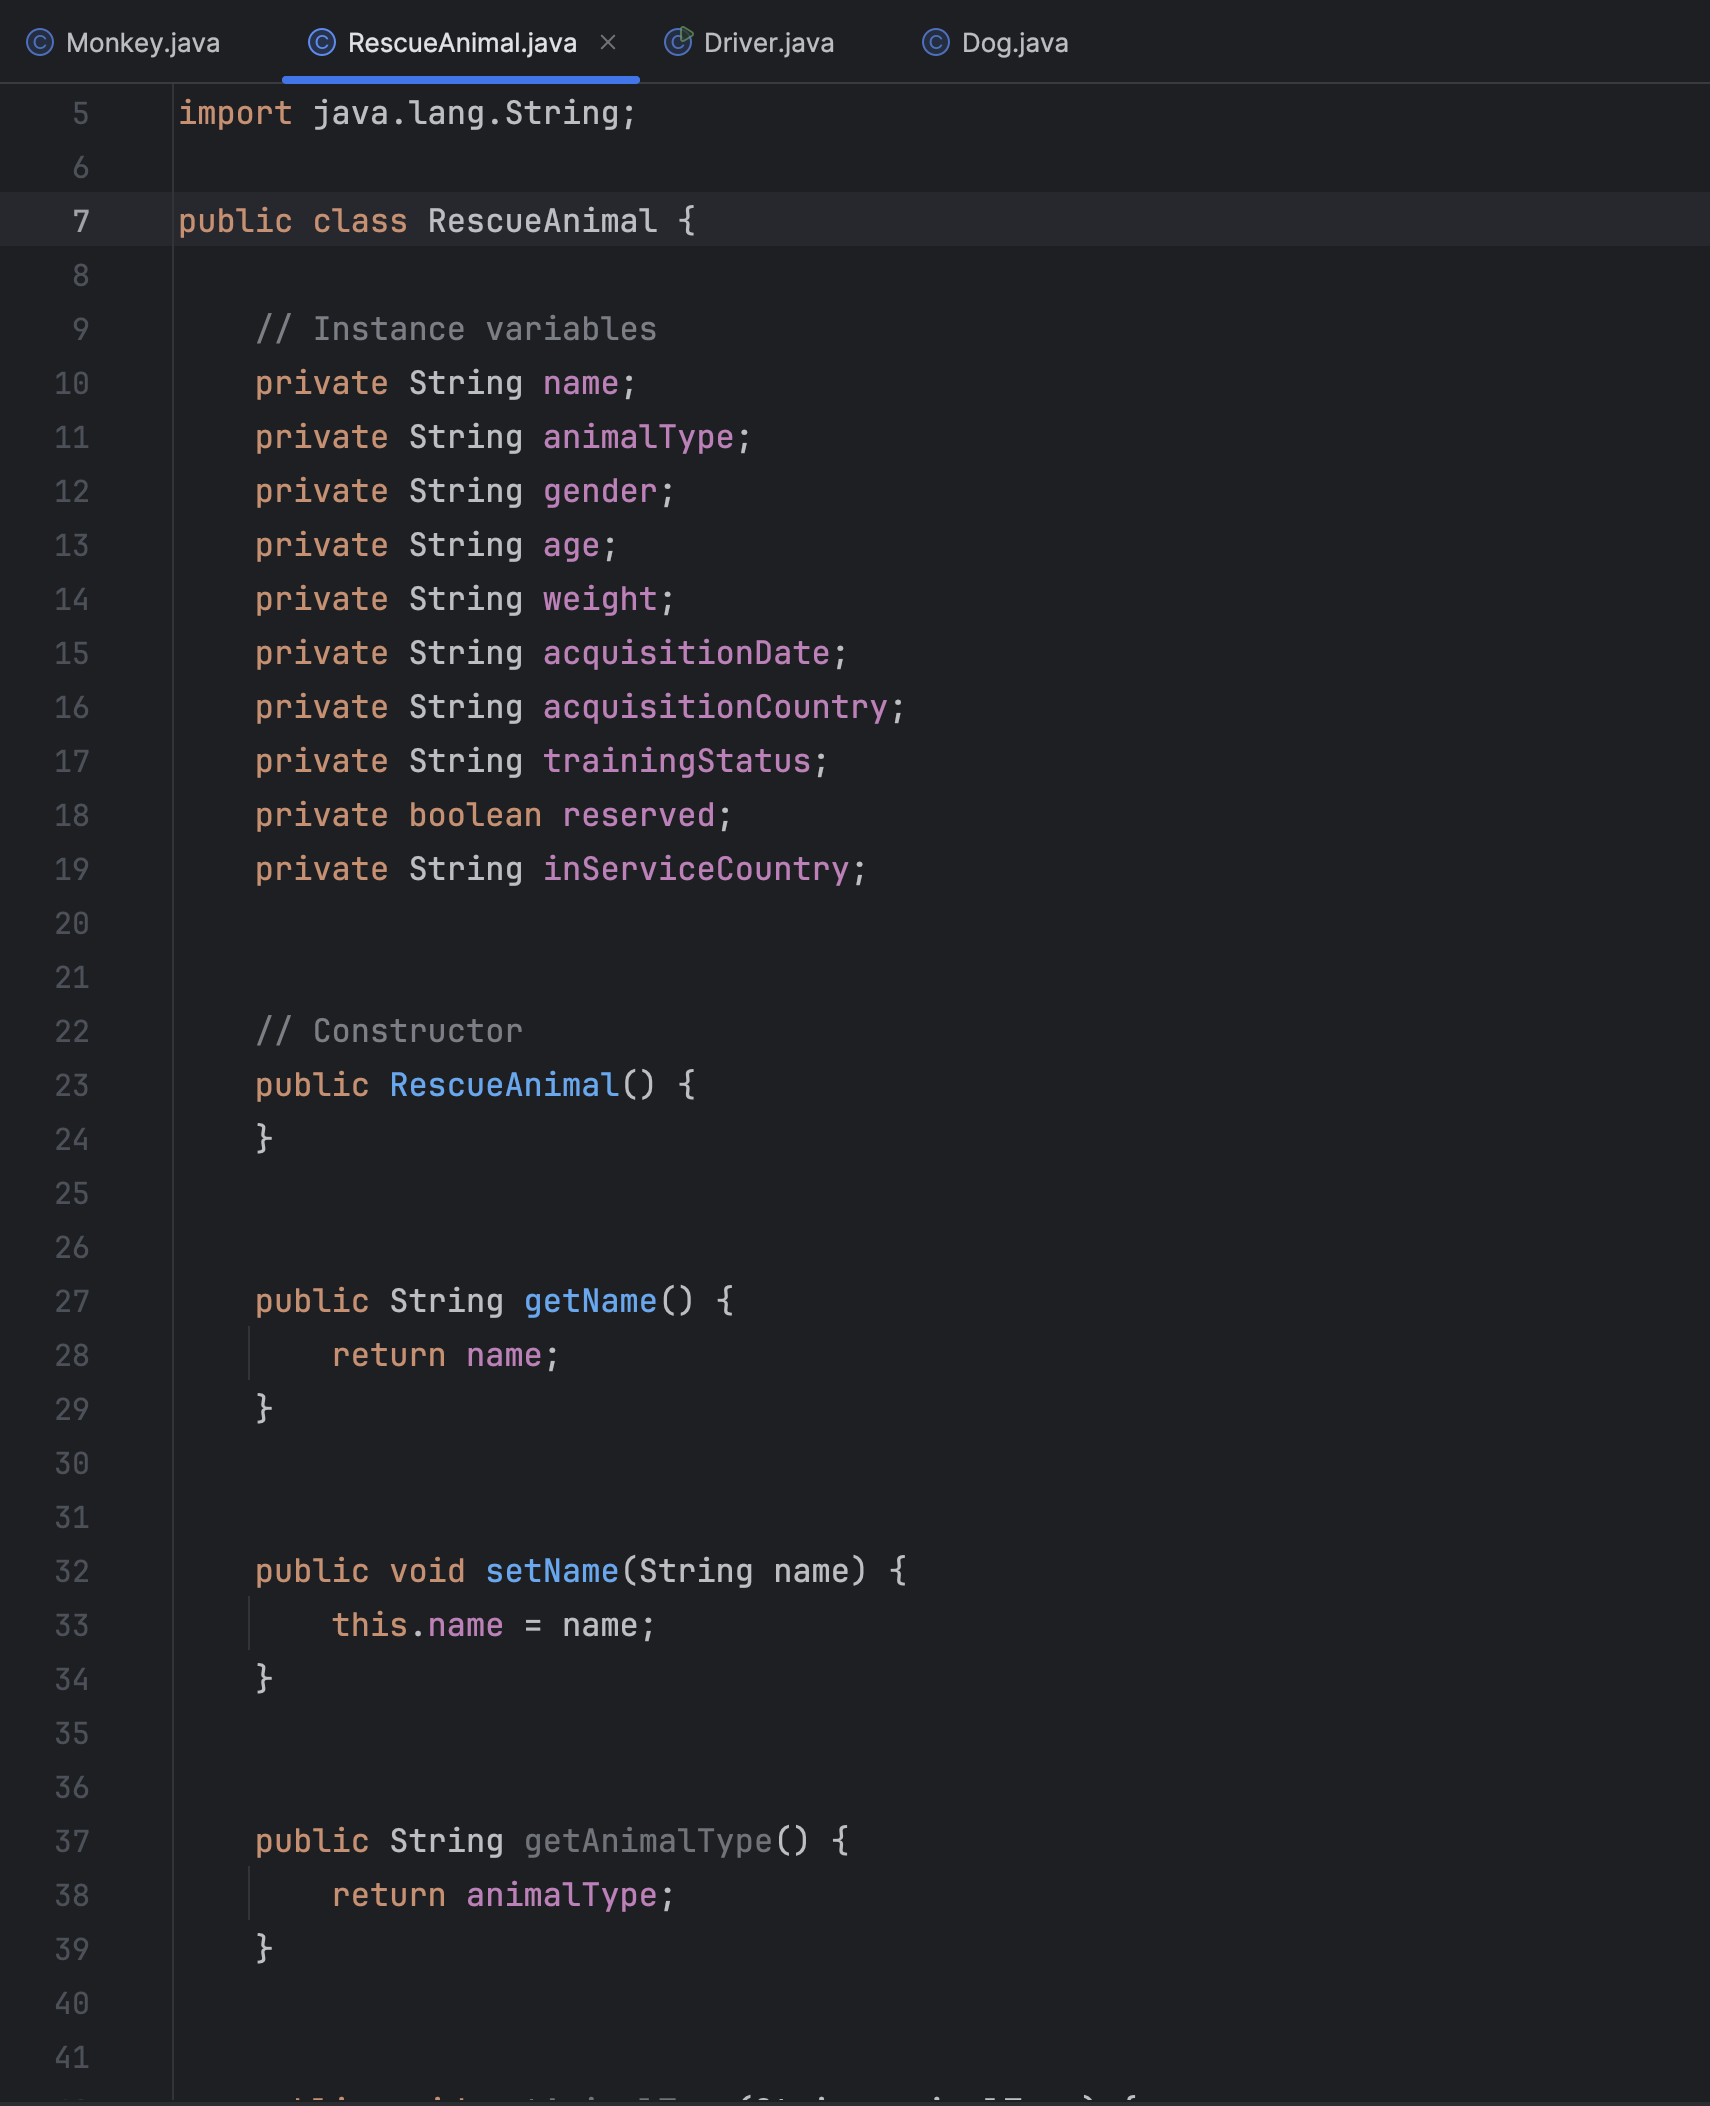 Monkey.java RescueAnimal.java Driver.java Dog.java
5 import java.lang.String;
6
7 public class RescueAnimal {
8
9 // Instance variables
10 private String name;
11 private String animalType;
12 private String gender;
13 private String age;
14 private String weight;
15 private String acquisitionDate;
16 private String acquisitionCountry;
17 private String trainingStatus;
18 private boolean reserved;
19 private String inServiceCountry;
20
21
22 // Constructor
23 public RescueAnimal() {
24 }
25
26
27 public String getName() {
28 return name;
29 }
30
31
32 public void setName(String name) {
33 this.name = name;
34 }
35
36
37 public String getAnimalType() {
38 return animalType;
39 }
40
41